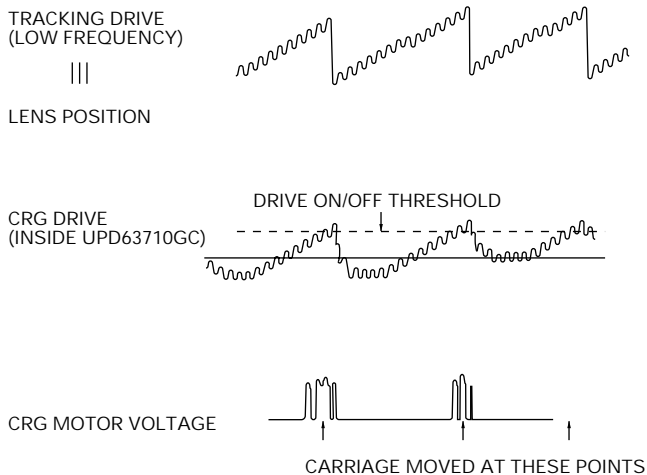 TRACKING DRIVE
(LOW FREQUENCY)
LENS POSITION
DRIVE ON/OFF THRESHOLD
CRG DRIVE
(INSIDE UPD63710GC)
CRG MOTOR VOLTAGE
CARRIAGE MOVED AT THESE POINTS